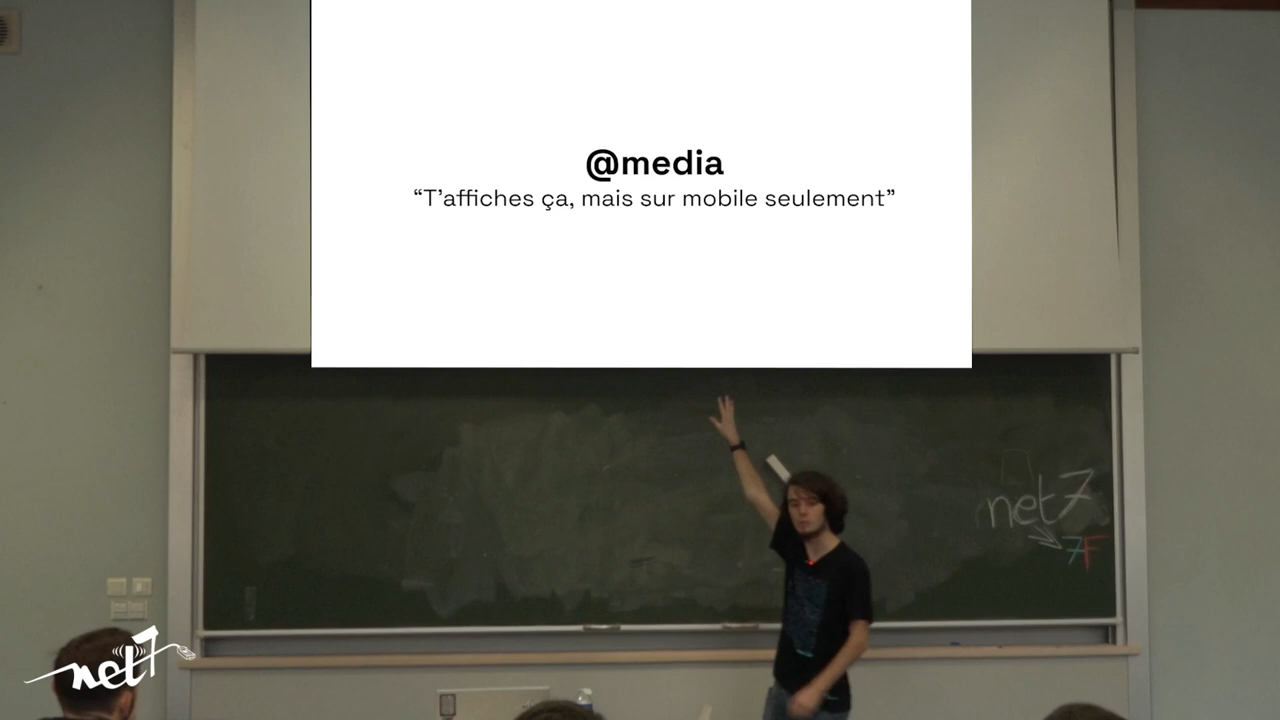 @media
“T’affiches ça, mais sur mobile seulement”
net7
7F
net7